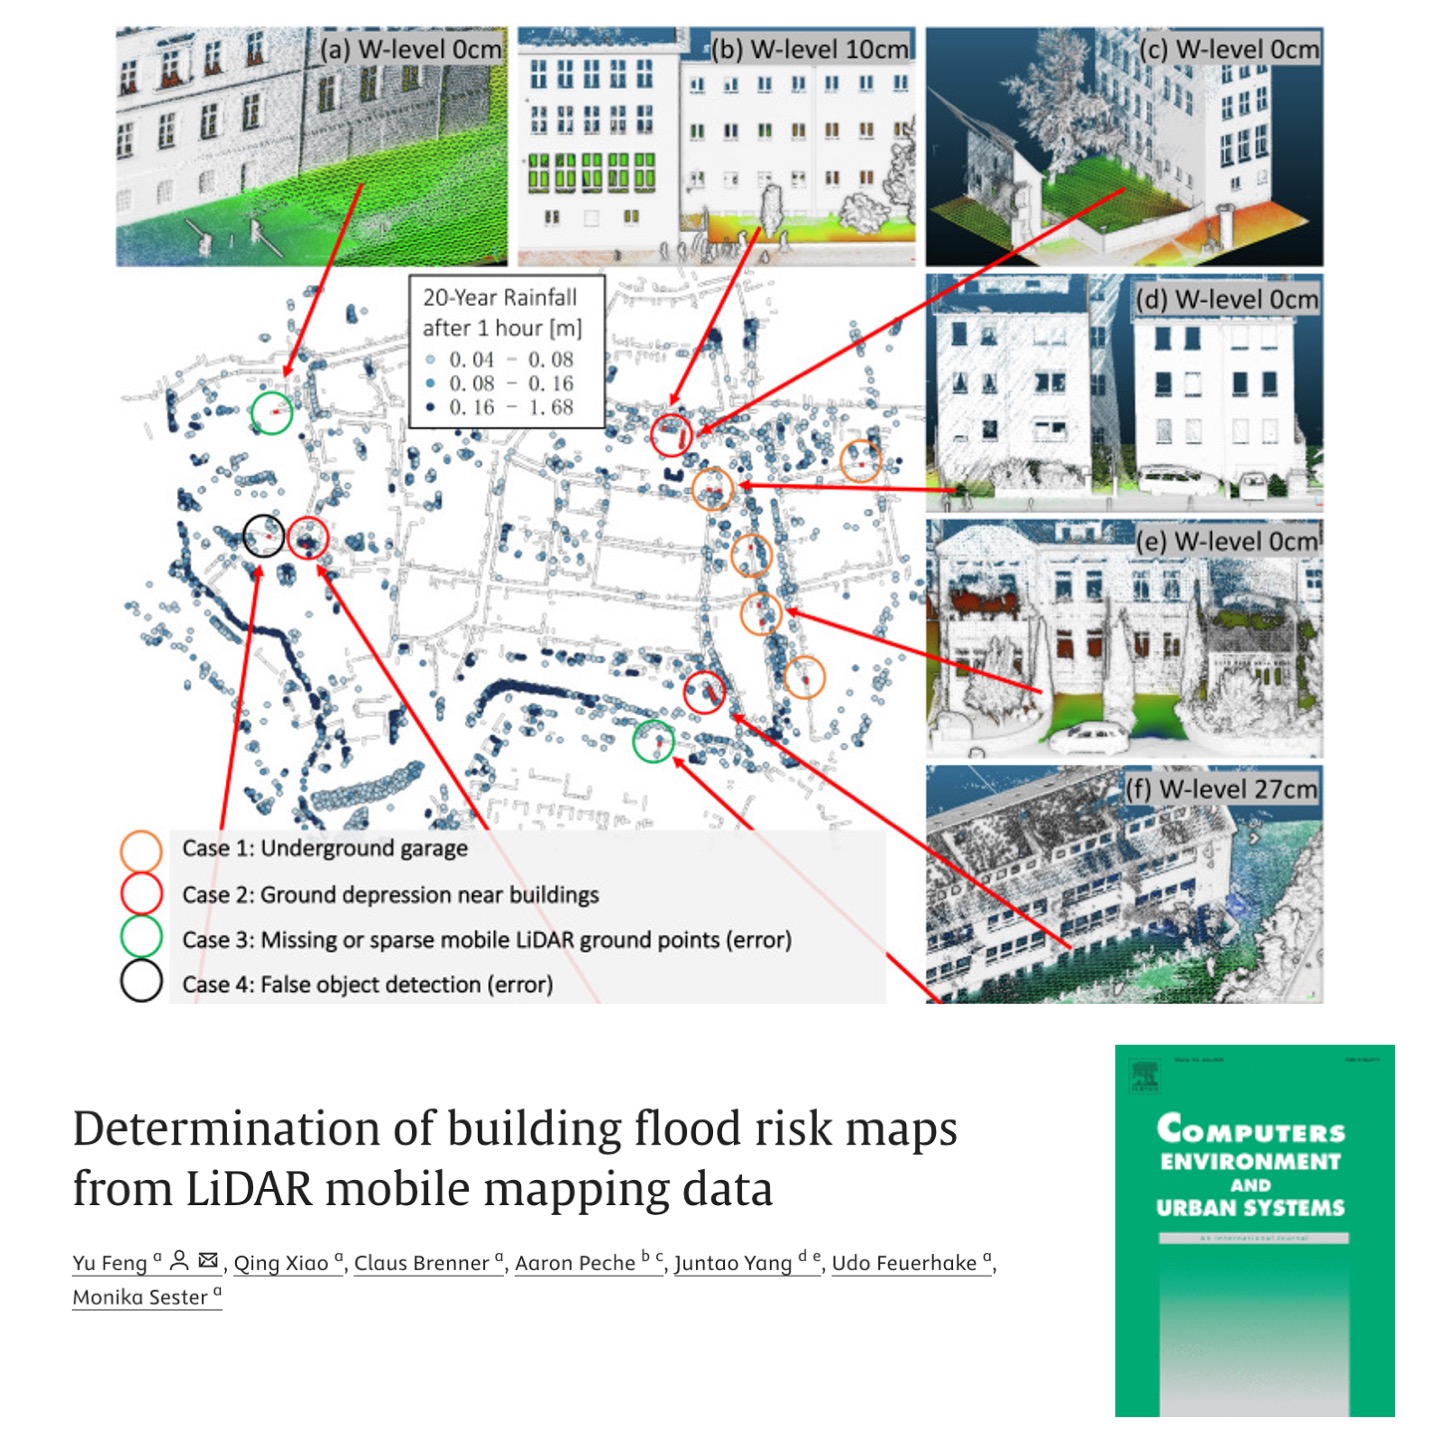 (a) W-level 0cm
(b) W-level 10cm
(c) W-level 0cm
(d) W-level 0cm
20-Year Rainfall
after 1 hour [m]
0.04 – 0.08
0.08 – 0.16
0.16 – 1.68
(e) W-level 0cm
(f) W-level 27cm
Case 1: Underground garage
Case 2: Ground depression near buildings
Case 3: Missing or sparse mobile LiDAR ground points (error)
Case 4: False object detection (error)
Determination of building flood risk maps
from LiDAR mobile mapping data
Yu Feng a, Qing Xiao a, Claus Brenner a, Aaron Peche b c, Juntao Yang d e, Udo Feuerhake a,
Monika Sester a
COMPUTERS
ENVIRONMENT
AND
URBAN SYSTEMS
An International Journal